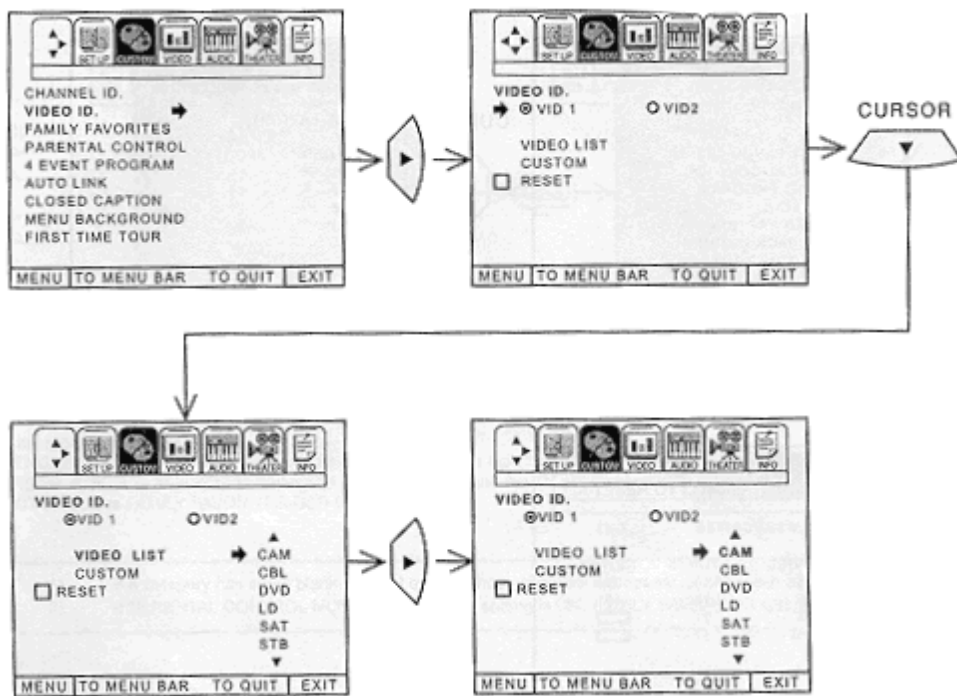 SET UP CUSTOM VIDEO AUDIO THEATER INFO
CHANNEL ID.
VIDEO ID.
FAMILY FAVORITES
PARENTAL CONTROL
4 EVENT PROGRAM
AUTO LINK
CLOSED CAPTION
MENU BACKGROUND
FIRST TIME TOUR
MENU TO MENU BAR TO QUIT EXIT
SET UP CUSTOM VIDEO AUDIO THEATER INFO
VIDEO ID.
VID 1 VID2
VIDEO LIST
CUSTOM
RESET
MENU TO MENU BAR TO QUIT EXIT
CURSOR
SET UP CUSTOM VIDEO AUDIO THEATER INFO
VIDEO ID.
VID 1 VID2
VIDEO LIST CAM
CUSTOM CBL
RESET DVD
LD
SAT
STB
MENU TO MENU BAR TO QUIT EXIT
SET UP CUSTOM VIDEO AUDIO THEATER INFO
VIDEO ID.
VID 1 VID2
VIDEO LIST CAM
CUSTOM CBL
RESET DVD
LD
SAT
STB
MENU TO MENU BAR TO QUIT EXIT